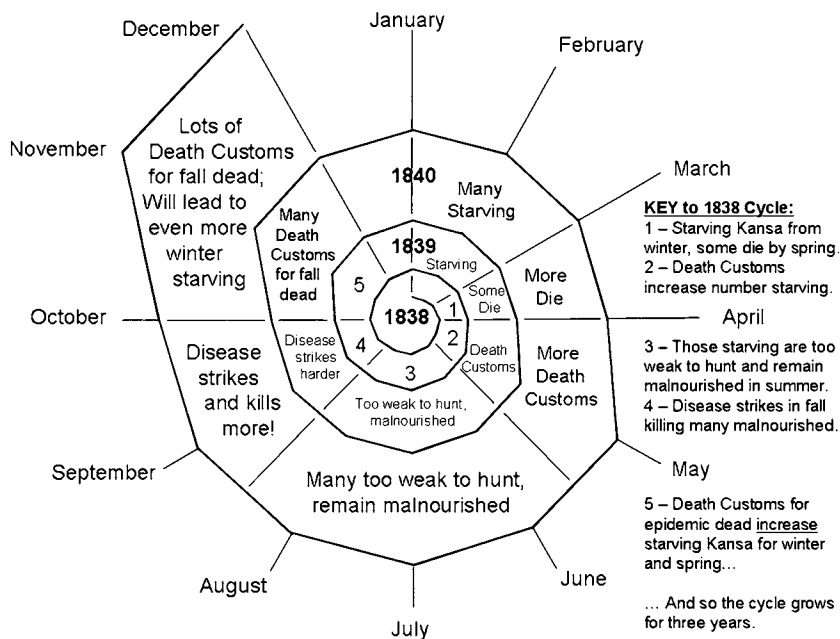 December
January
February
November
March
Lots of
Death Customs
for fall dead;
Will lead to
even more
winter
starving
1840
Many
Starving
Many
Death
Customs
for fall
dead
1839
Starving
5
Some
Die
1
More
Die
October
1838
April
4
2
3
Disease
strikes
and kills
more!
Disease
strikes
harder
Death
Customs
More
Death
Customs
Too weak to hunt,
malnourished
Many too weak to hunt,
remain malnourished
September
May
August
June
July
KEY to 1838 Cycle:
1 – Starving Kansa from
winter, some die by spring.
2 – Death Customs
increase number starving.
3 – Those starving are too
weak to hunt and remain
malnourished in summer.
4 – Disease strikes in fall
killing many malnourished.
5 – Death Customs for
epidemic dead increase
starving Kansa for winter
and spring…
… And so the cycle grows
for three years.